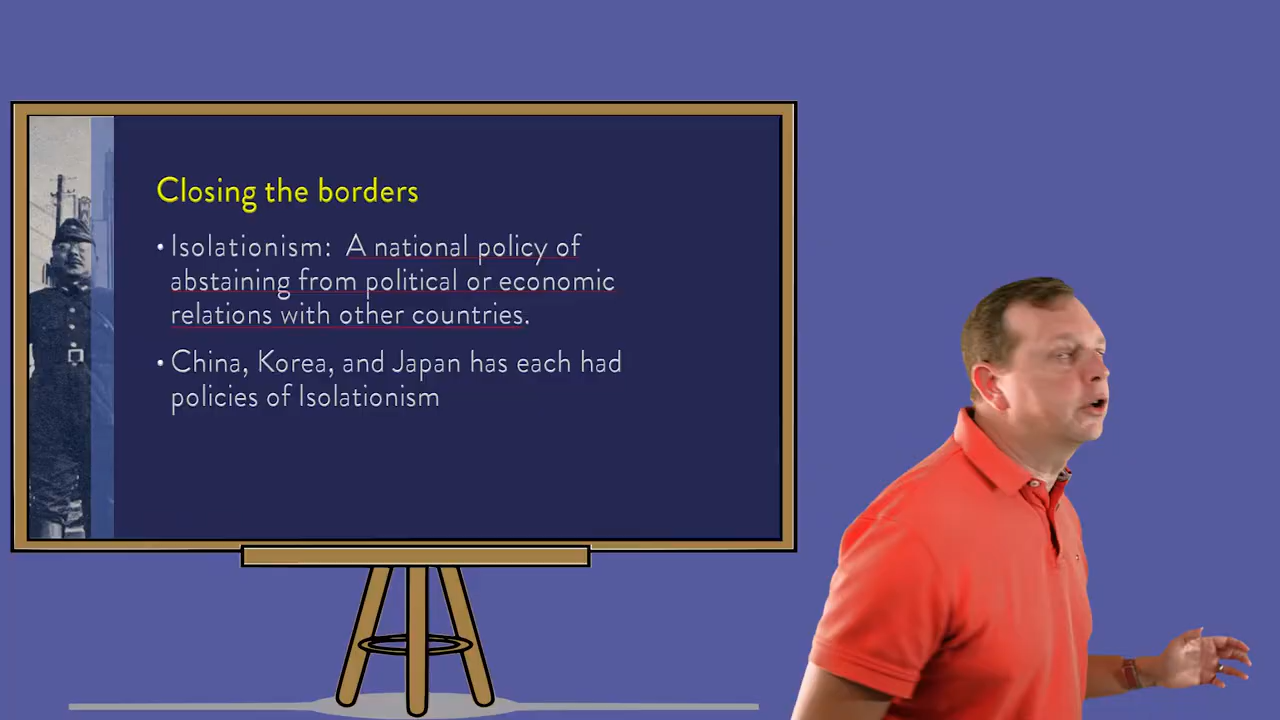 Closing the borders
• Isolationism: A national policy of
abstaining from political or economic
relations with other countries.
• China, Korea, and Japan has each had
policies of Isolationism